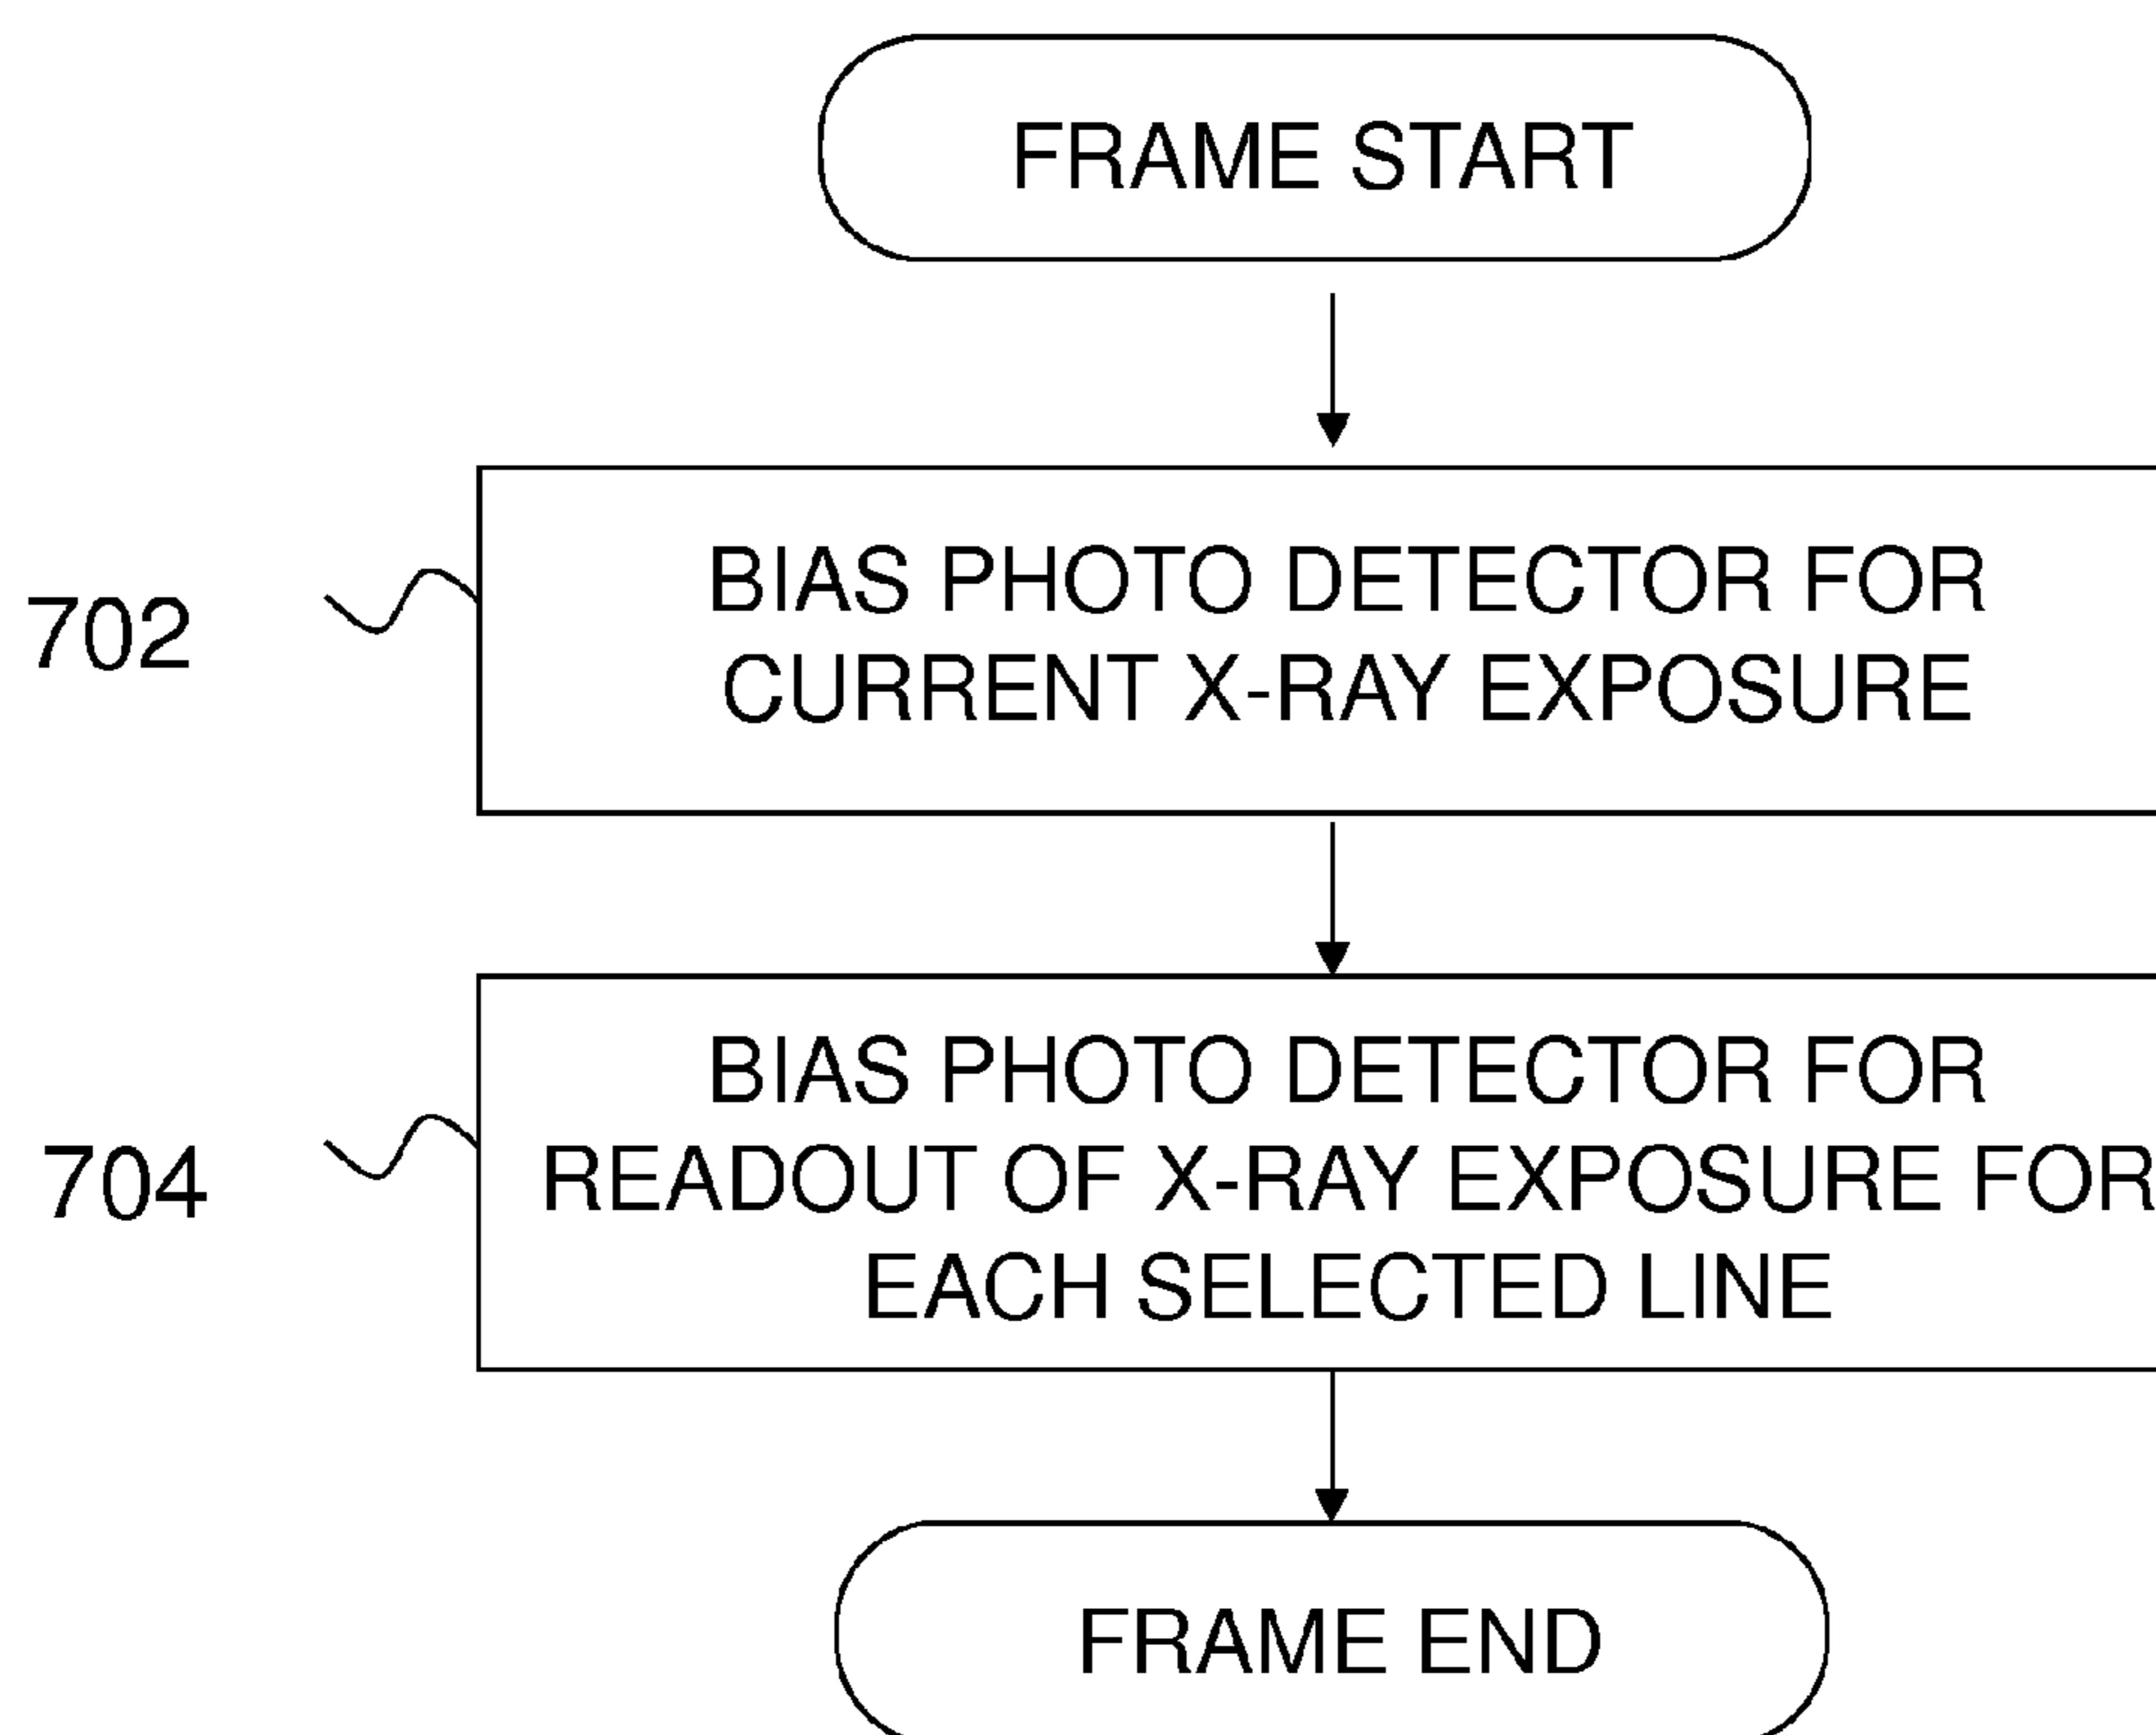 FRAME START
702
BIAS PHOTO DETECTOR FOR
CURRENT X-RAY EXPOSURE
704
BIAS PHOTO DETECTOR FOR
READOUT OF X-RAY EXPOSURE FOR
EACH SELECTED LINE
FRAME END